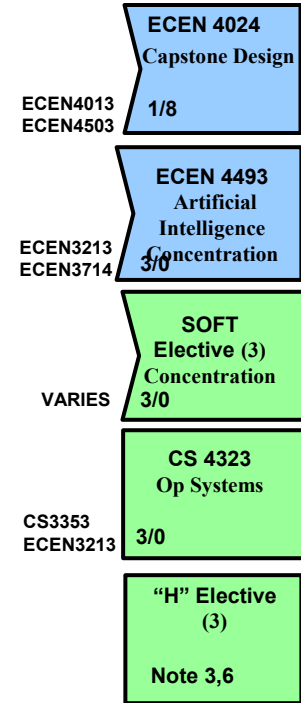 ECEN 4024
Capstone Design
ECEN4013
ECEN4503
1/8
ECEN 4493
Artificial
Intelligence
Concentration
ECEN3213
ECEN3714
3/0
SOFT
Elective (3)
Concentration
VARIES
3/0
CS 4323
Op Systems
CS3353
ECEN3213
3/0
“H” Elective
(3)
Note 3,6